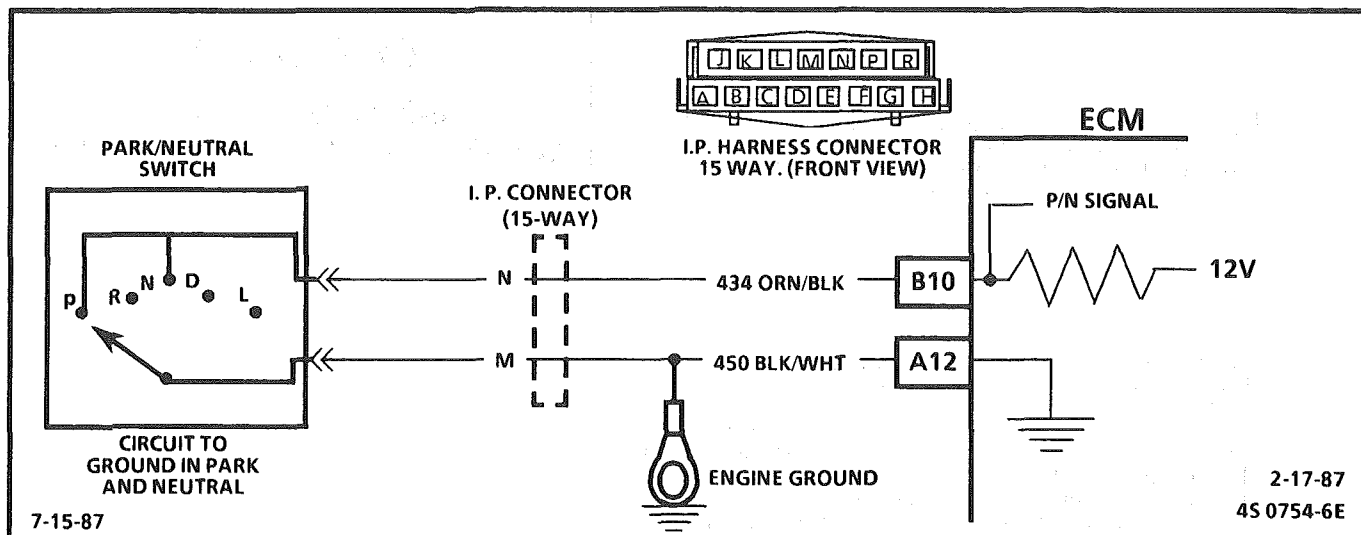 J K L M N P R
A B C D E F G H
I.P. HARNESS CONNECTOR
15 WAY. (FRONT VIEW)
ECM
PARK/NEUTRAL
SWITCH
I. P. CONNECTOR
(15-WAY)
P/N SIGNAL
P R N D L
N
434 ORN/BLK
B10
12V
M
450 BLK/WHT
A12
CIRCUIT TO
GROUND IN PARK
AND NEUTRAL
ENGINE GROUND
7-15-87
2-17-87
4S 0754-6E